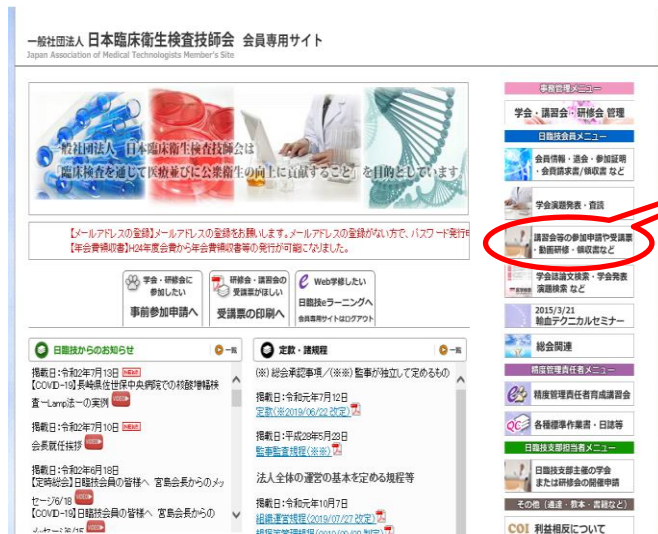 一般社団法人 日本臨床衛生検査技師会 会員専用サイト
Japan Association of Medical Technologists Member's Site
一般社団法人 日本臨床衛生検査技師会は
「臨床検査を通じて医療並びに公衆衛生の向上に貢献すること」を目的としています。
【メールアドレスの登録】メールアドレスの登録をお願いします。メールアドレスの登録がない方で、パスワード発行
【年会費領収書】H24年度会費から年会費領収書等の発行が可能になりました。
学会・研修会に
参加したい
事前参加申請へ
研修会・講習会の
受講票がほしい
受講票の印刷へ
Web学習したい
日臨技eラーニングへ
会員専用サイトはログアウト
日臨技からのお知らせ
一覧
掲載日:令和2年7月13日 NEW
【COVID-19】長崎県佐世保中央病院での核酸増幅検
査－Lamp法－の実例 VIDEO
掲載日:令和2年7月10日 NEW
会長就任挨拶 VIDEO
掲載日:令和2年6月18日
【定時総会】日臨技会員の皆様へ 宮島会長からのメッ
セージ6/18 VIDEO
【COVID-19】日臨技会員の皆様へ 宮島会長からの
メッセージ6/15 VIDEO
定款・諸規程
一覧
(※)総会承認事項／(※※)監事が独立して定めるもの
掲載日:令和元年7月12日
定款(※2019/06/22改定)
掲載日:平成28年5月23日
監事監査規程(※※)
法人全体の運営の基本を定める規程等
掲載日:令和元年10月7日
組織運営規程(2019/07/27改定)
事務管理メニュー
学会・講習会・研修会 管理
日臨技会員メニュー
会員情報・退会・参加証明
・会費請求書/領収書 など
学会演題発表・査読
講習会等の参加申請や受講票
・動画研修・領収書など
学会誌論文検索・学会発表
演題検索 など
2015/3/21
輸血テクニカルセミナー
総会関連
精度管理責任者メニュー
精度管理責任者育成講習会
QC 各種標準作業書・日誌等
日臨技支部担当者メニュー
日臨技支部主催の学会
または研修会の開催申請
その他（通達・教本・書籍など）
COI 利益相反について